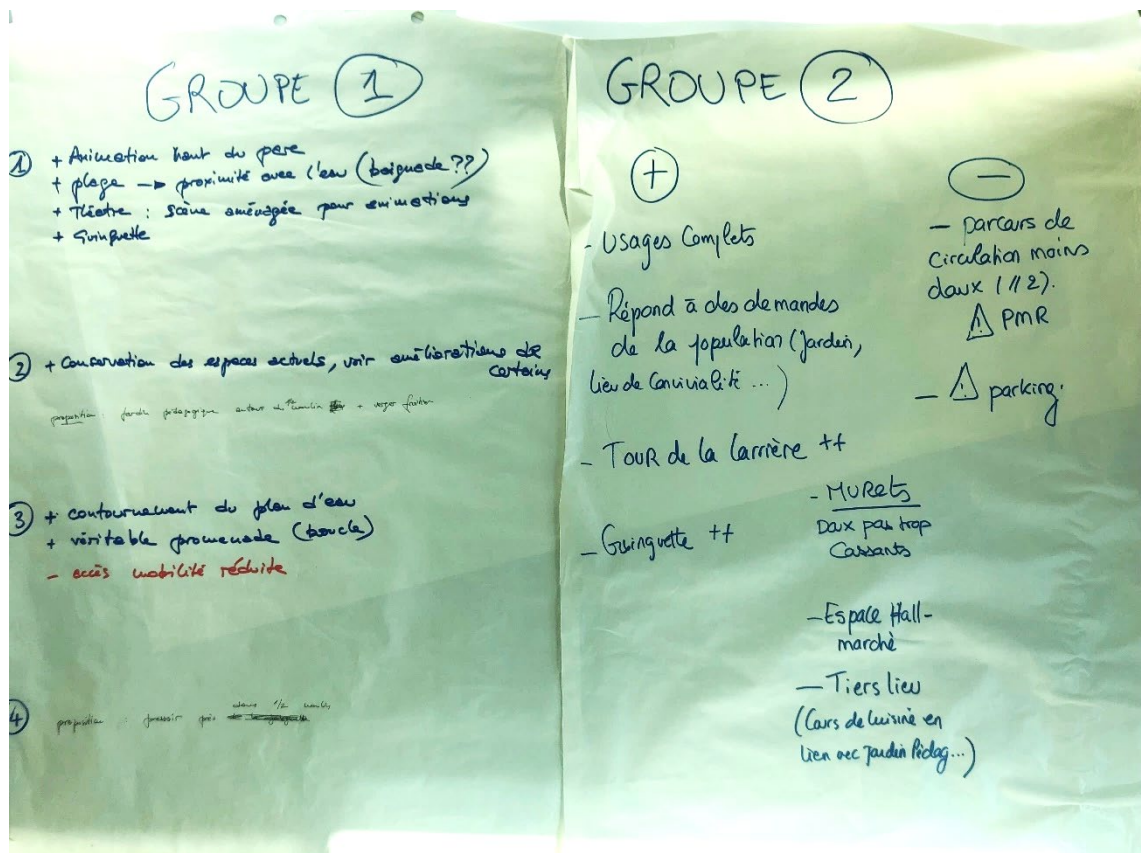 GROUPE 1
1 + Animation haut du parc
+ plage → proximité avec l'eau (baignade ??)
+ Théatre : Scène aménagée pour animations
+ Guinguette
2 + Conservation des espaces actuels, voir améliorations de
certains
proposition : jardin pédagogique autour du moulin + verger fruitier
3 + contournement du plan d'eau
+ véritable promenade (boucle)
- accès mobilité réduite
4 proposition : pressoir près
GROUPE 2
+
- Usages Complets
- Répond à des demandes
de la population (Jardin,
lieu de Convivialité ...)
- TOUR de la Carrière ++
- Guinguette ++
- MURETS
Doux pas trop
Cassants
- Espace Hall-
marché
- Tiers lieu
(Cours de Cuisine en
lien avec Jardin Pédag...)
-
- parcours de
Circulation moins
doux (// 2).
⚠ PMR
- ⚠ parking.